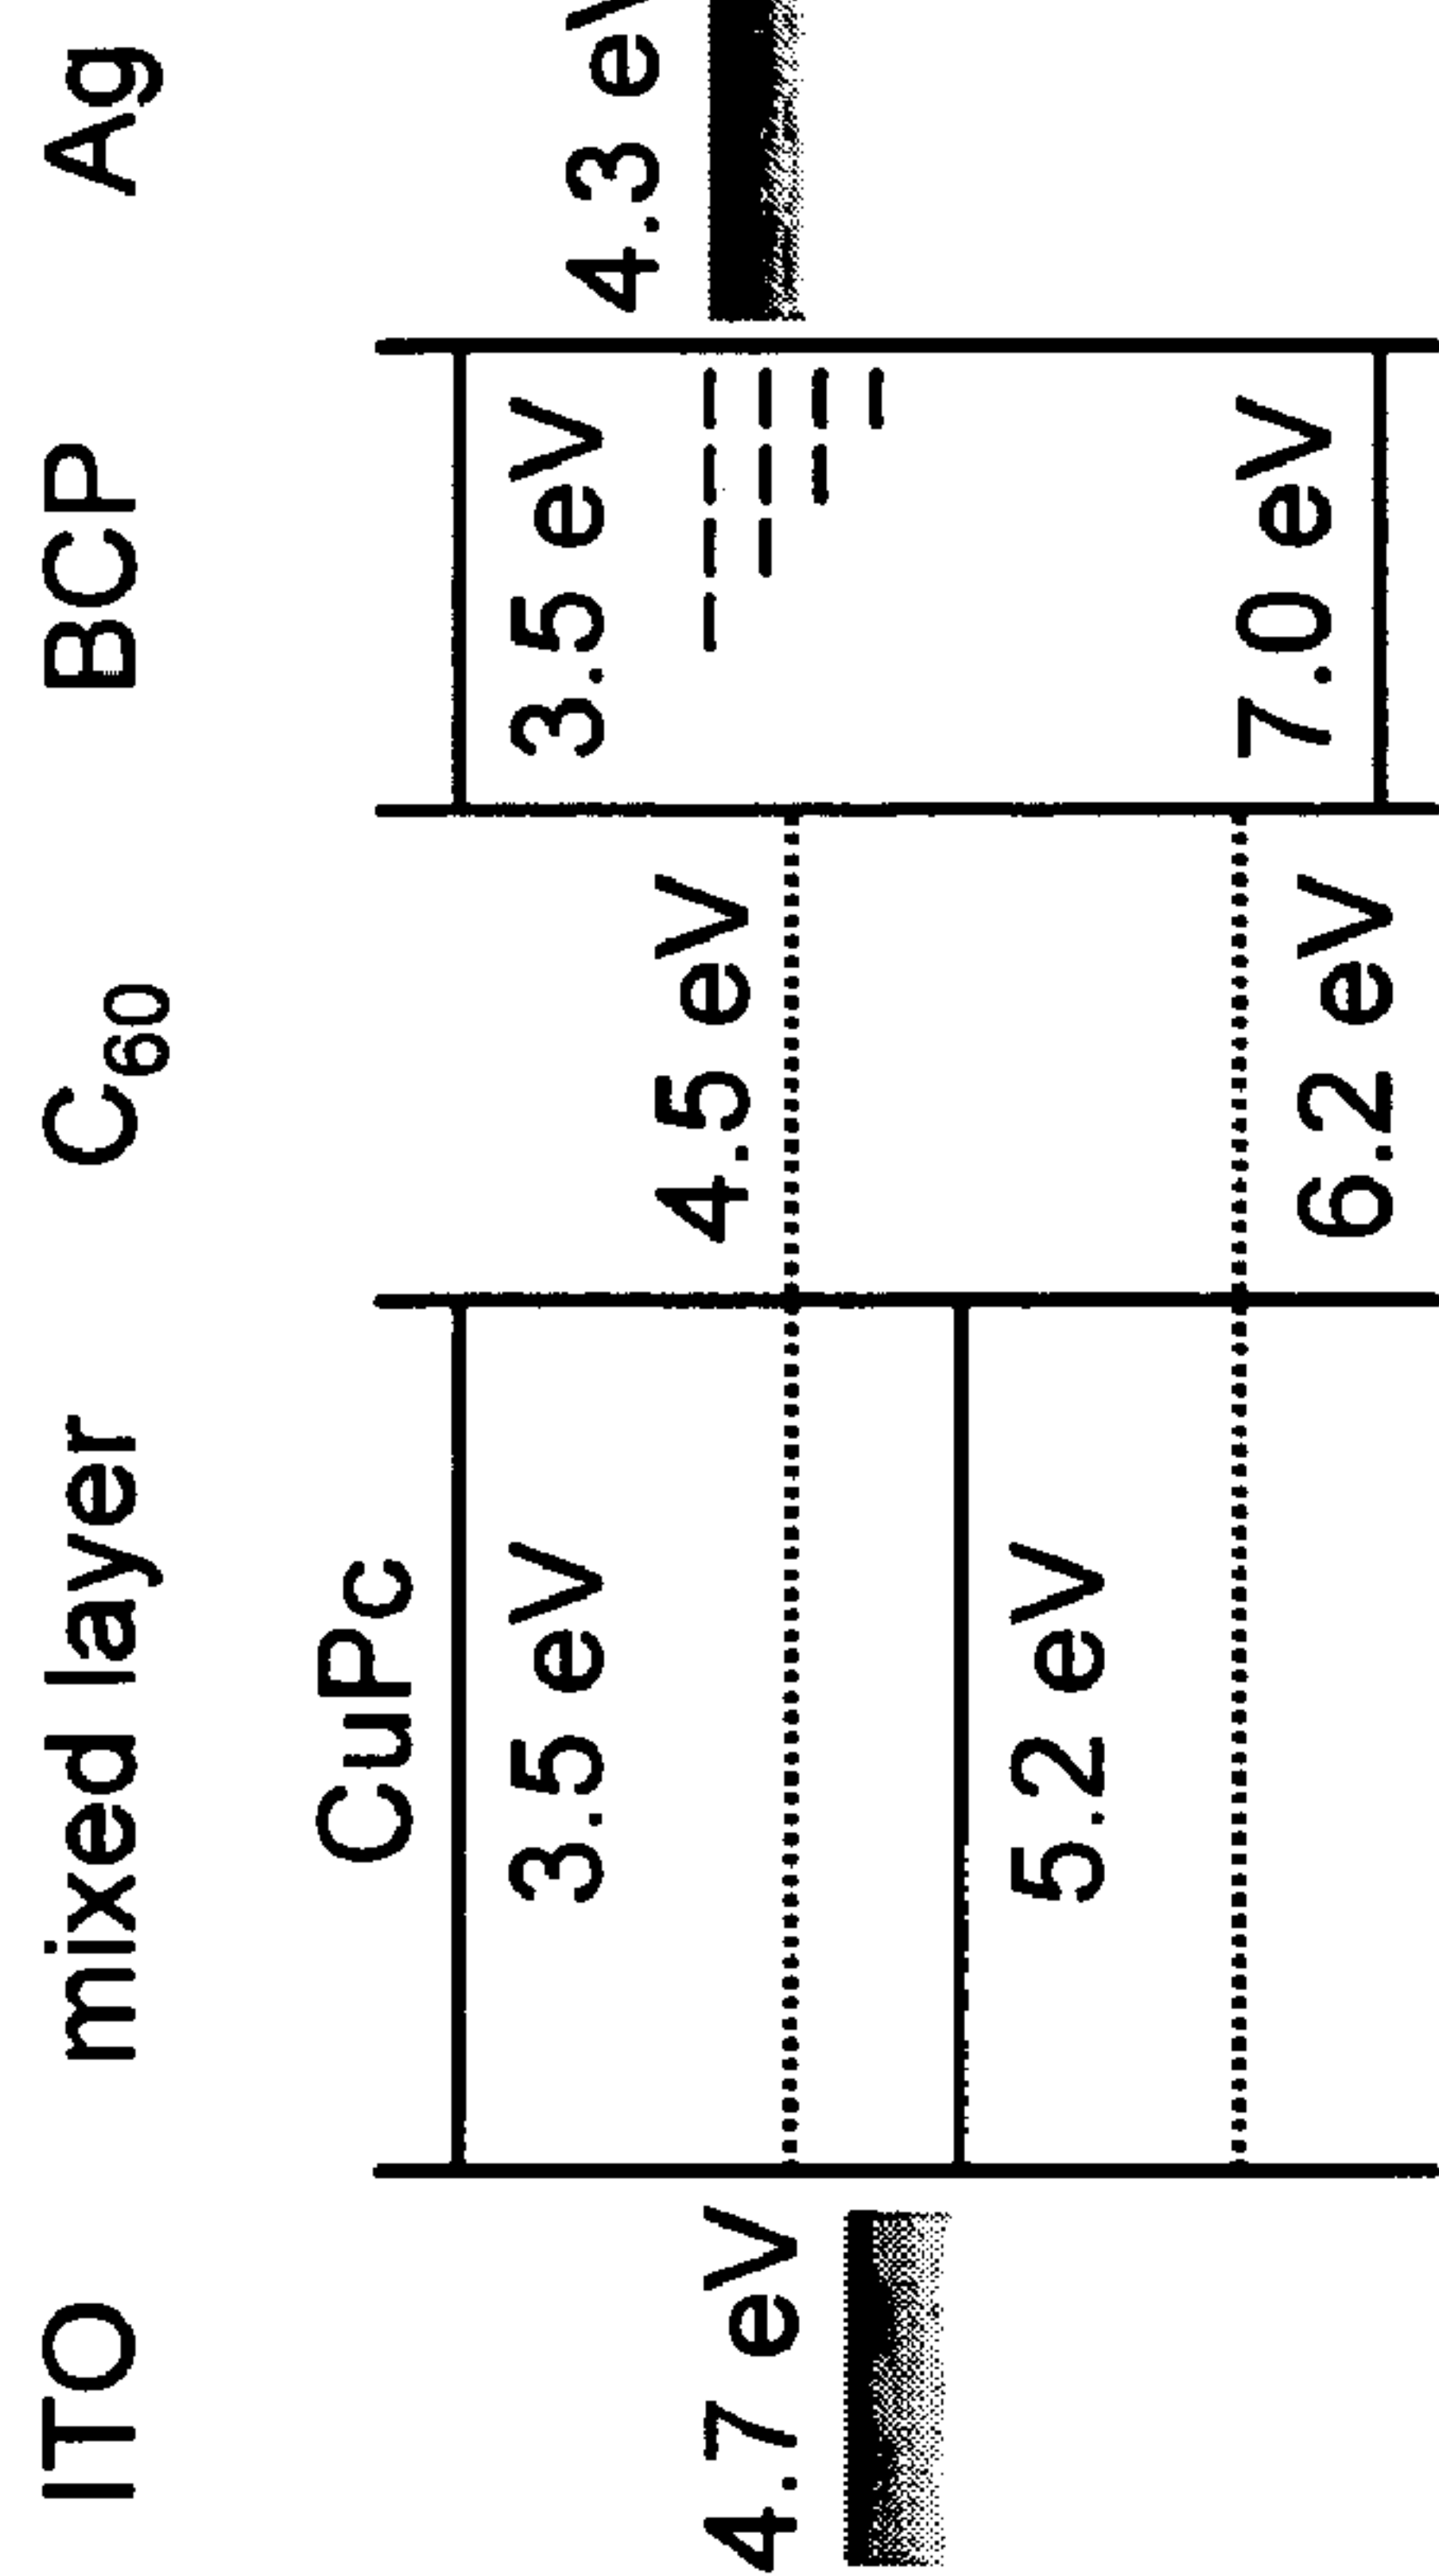 ITO mixed layer C₆₀ BCP Ag
CuPc
3.5 eV 3.5 eV
4.3 eV
4.7 eV 4.5 eV
5.2 eV
7.0 eV
6.2 eV